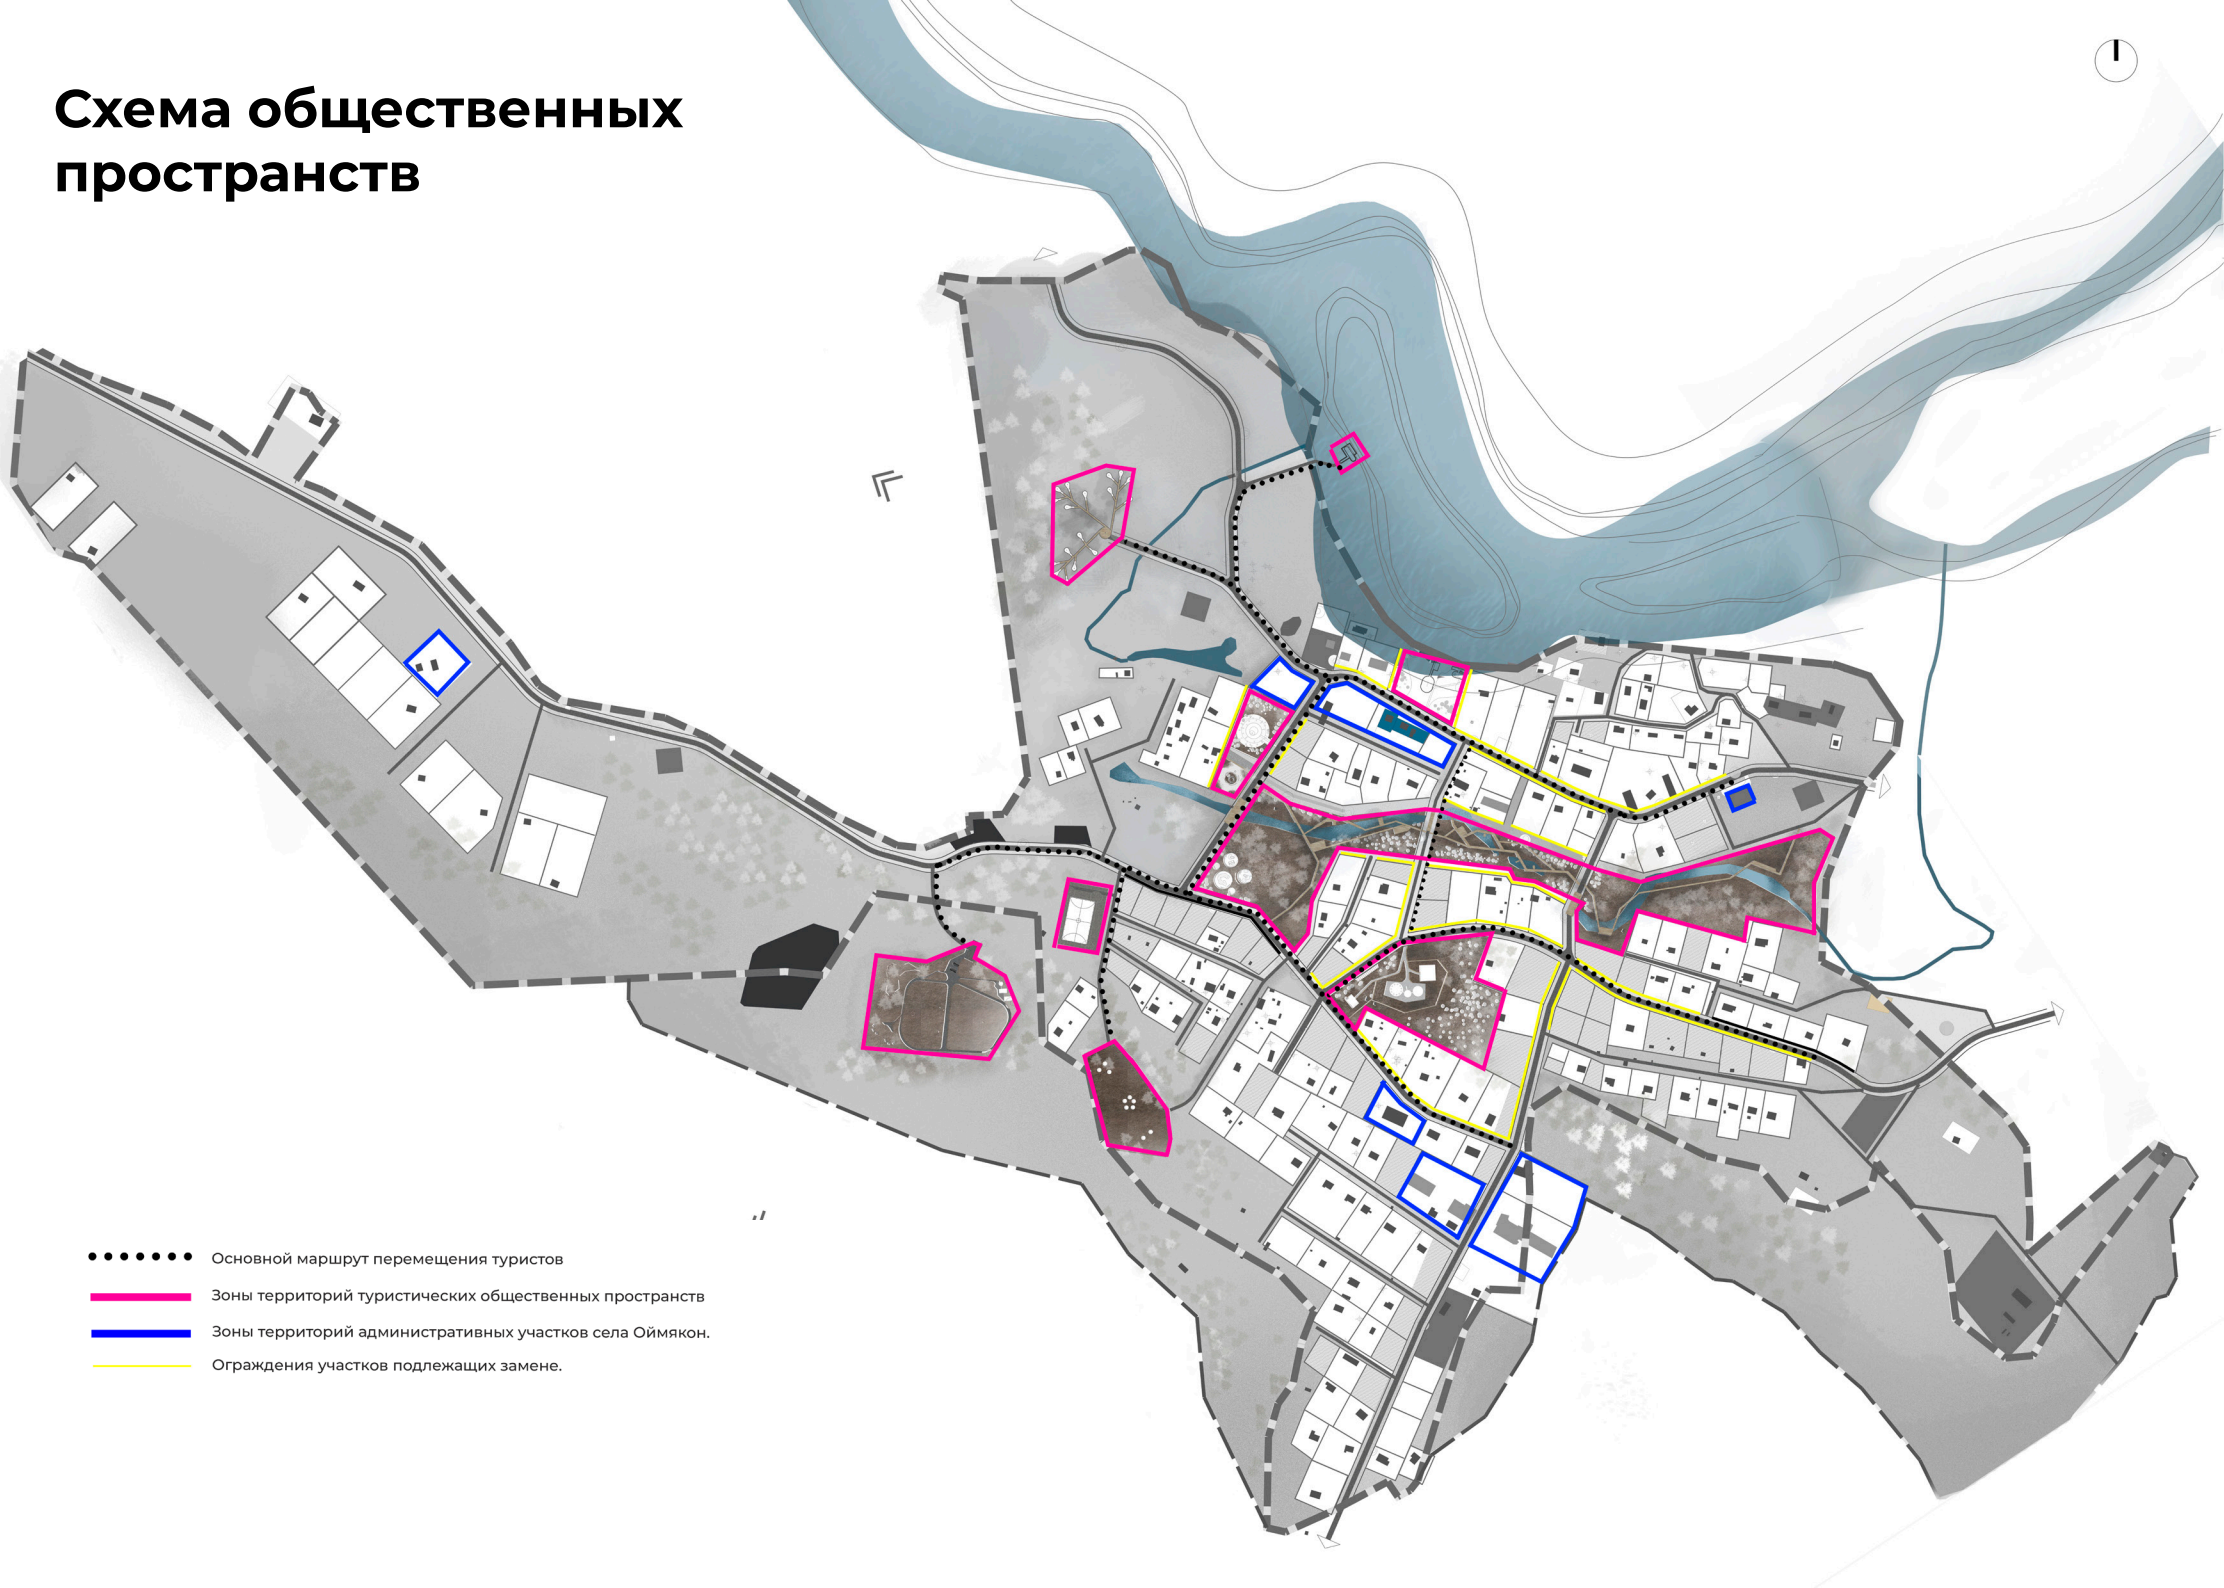 Схема общественных
пространств
Основной маршрут перемещения туристов
Зоны территорий туристических общественных пространств
Зоны территорий административных участков села Оймякон.
Ограждения участков подлежащих замене.